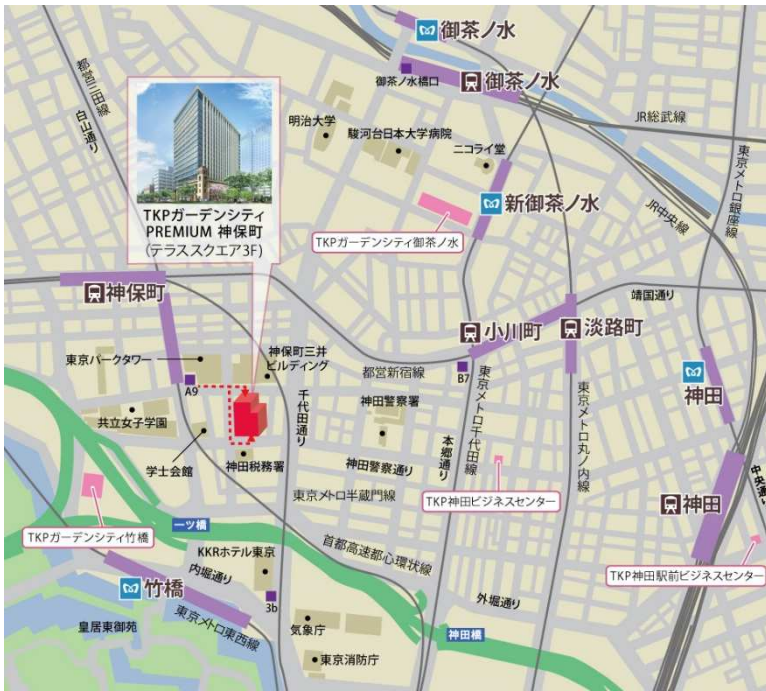 御茶ノ水
御茶ノ水橋口
御茶ノ水
都営三田線
白山通り
明治大学
駿河台日本大学病院
ニコライ堂
JR総武線
東京メトロ銀座線
JR中央線
TKPガーデンシティ
PREMIUM 神保町
(テラススクエア3F)
新御茶ノ水
TKPガーデンシティ御茶ノ水
神保町
靖国通り
小川町
淡路町
東京パークタワー
神保町三井
ビルディング
都営新宿線
B7
神田
A9
共立女子学園
千代田通り
神田警察署
本郷通り
東京メトロ千代田線
東京メトロ丸ノ内線
学士会館
神田税務署
神田警察通り
東京メトロ半蔵門線
TKP神田ビジネスセンター
中央通り
神田
TKPガーデンシティ竹橋
一ツ橋
首都高速都心環状線
KKRホテル東京
内堀通り
TKP神田駅前ビジネスセンター
竹橋
3b
外堀通り
東京メトロ東西線
皇居東御苑
気象庁
神田橋
東京消防庁